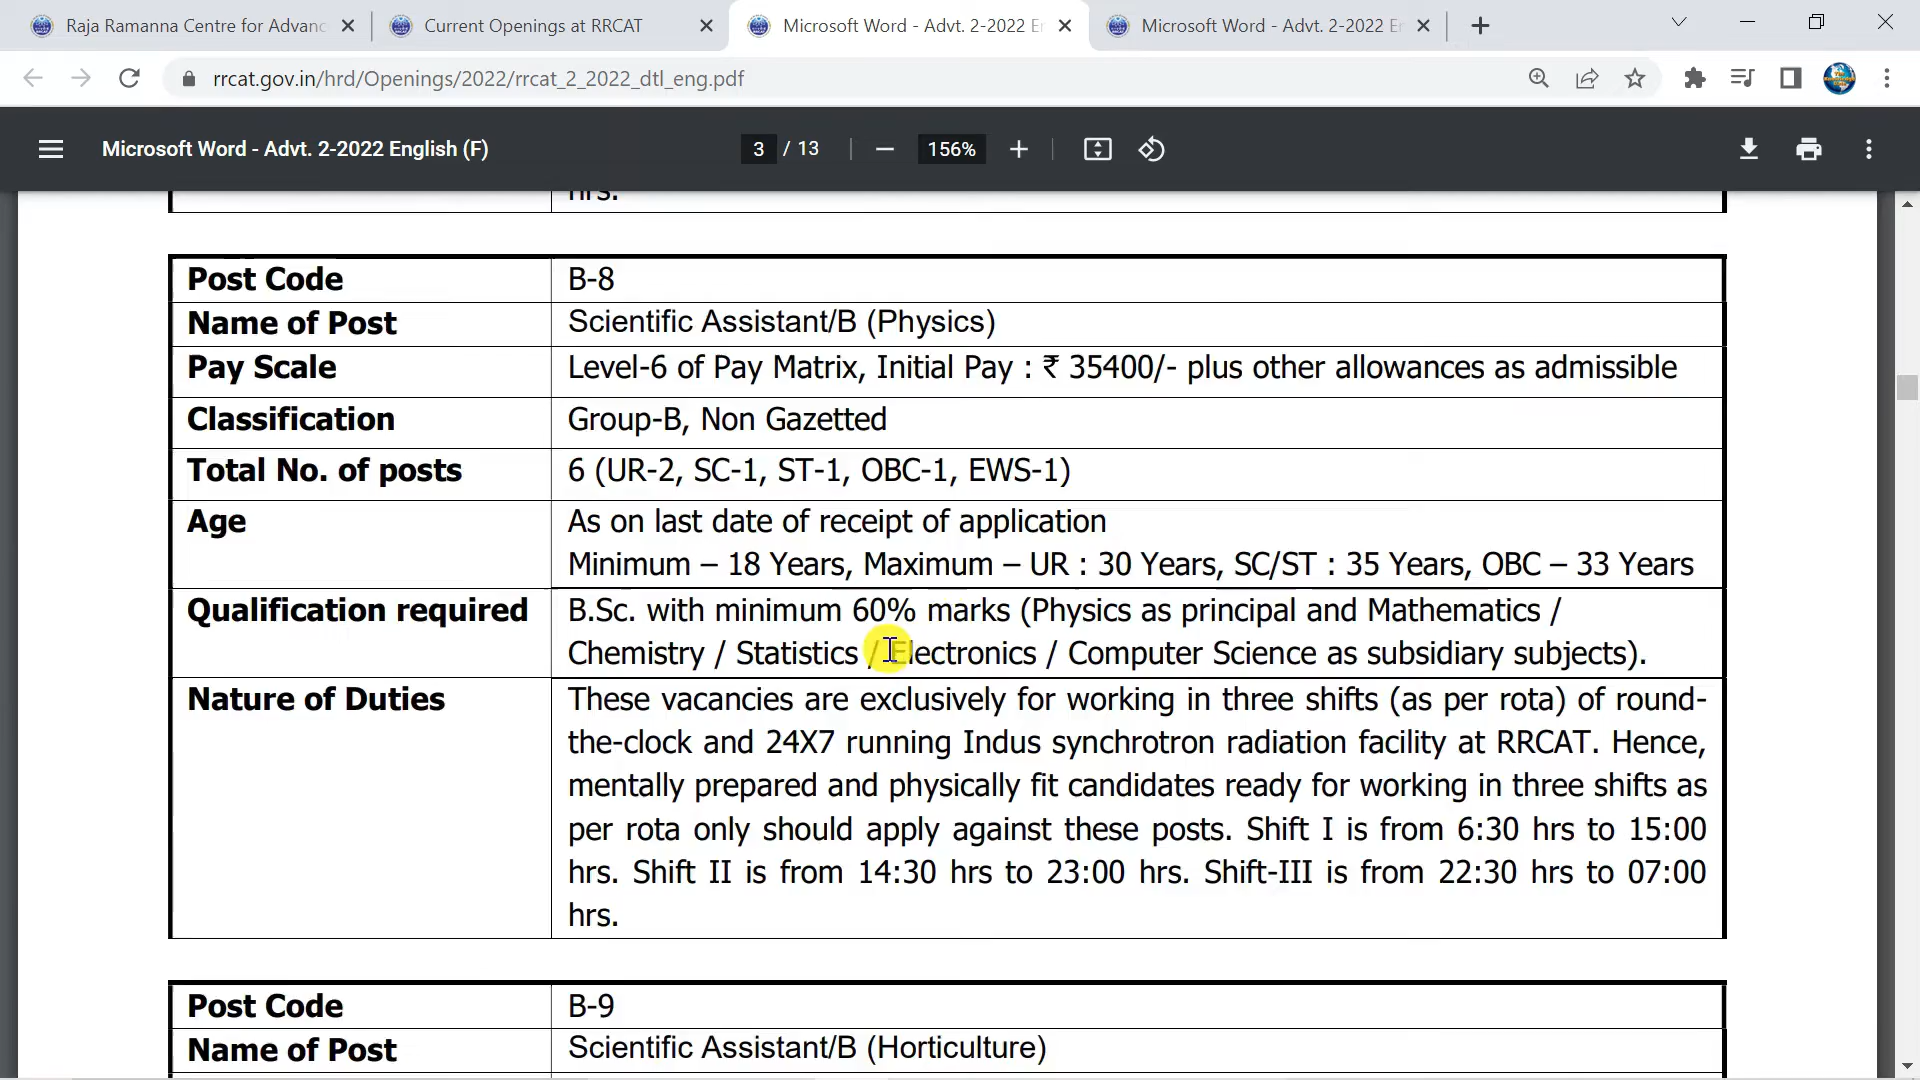 Raja Ramanna Centre for Advanc
Current Openings at RRCAT
Microsoft Word - Advt. 2-2022 E
Microsoft Word - Advt. 2-2022 E
rrcat.gov.in/hrd/Openings/2022/rrcat_2_2022_dtl_eng.pdf
Microsoft Word - Advt. 2-2022 English (F)
3 / 13
156%
hrs.
Post Code B-8
Name of Post Scientific Assistant/B (Physics)
Pay Scale Level-6 of Pay Matrix, Initial Pay : ₹ 35400/- plus other allowances as admissible
Classification Group-B, Non Gazetted
Total No. of posts 6 (UR-2, SC-1, ST-1, OBC-1, EWS-1)
Age As on last date of receipt of application
Minimum – 18 Years, Maximum – UR : 30 Years, SC/ST : 35 Years, OBC – 33 Years
Qualification required B.Sc. with minimum 60% marks (Physics as principal and Mathematics /
Chemistry / Statistics / Electronics / Computer Science as subsidiary subjects).
Nature of Duties These vacancies are exclusively for working in three shifts (as per rota) of round-
the-clock and 24X7 running Indus synchrotron radiation facility at RRCAT. Hence,
mentally prepared and physically fit candidates ready for working in three shifts as
per rota only should apply against these posts. Shift I is from 6:30 hrs to 15:00
hrs. Shift II is from 14:30 hrs to 23:00 hrs. Shift-III is from 22:30 hrs to 07:00
hrs.
Post Code B-9
Name of Post Scientific Assistant/B (Horticulture)